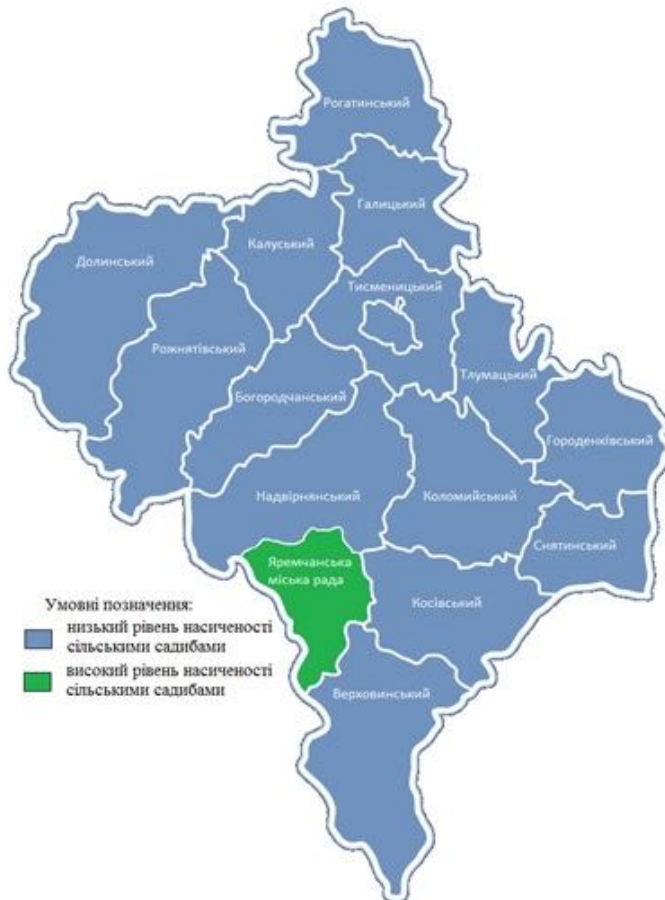 Рогатинський
Галицький
Калуський
Долинський
Тисменицький
Рожнятівський
Тлумацький
Богородчанський
Городенківський
Надвірнянський
Коломийський
Снятинський
Яремчанська
міська рада
Косівський
Умовні позначення:
низький рівень насиченості
сільськими садибами
високий рівень насиченості
сільськими садибами
Верховинський